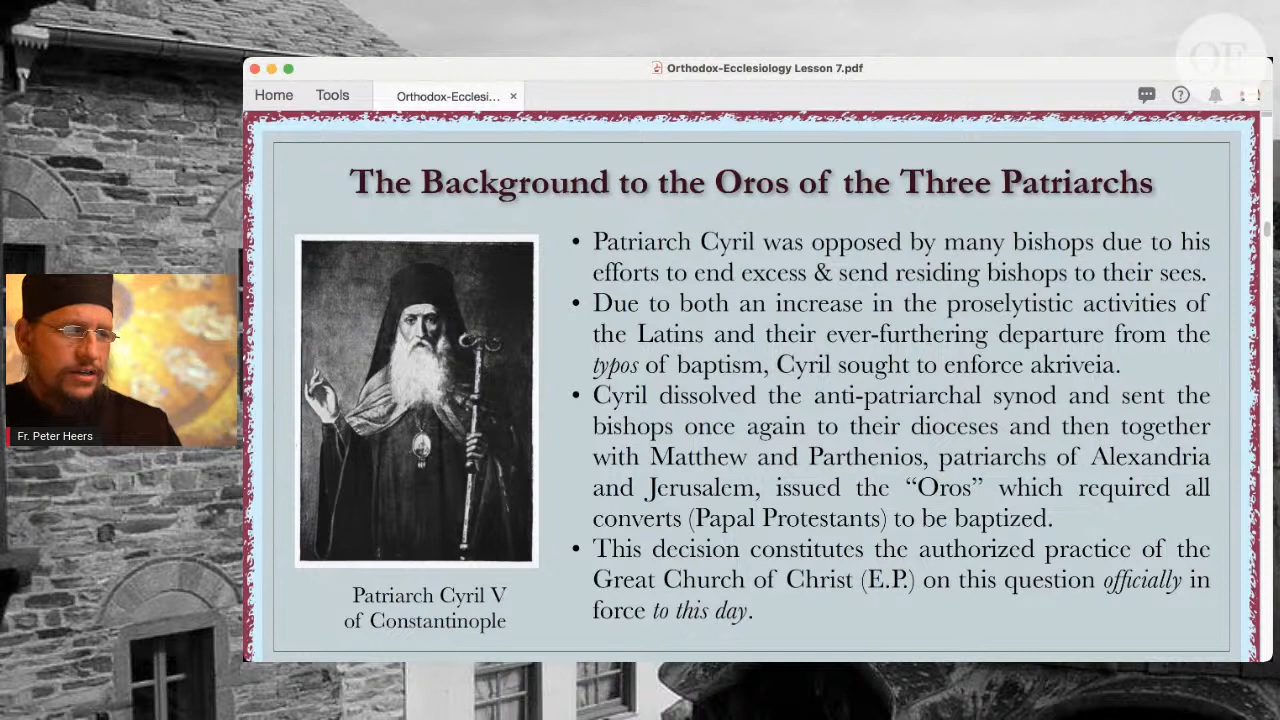 OE
Orthodox-Ecclesiology Lesson 7.pdf
Home Tools Orthodox-Ecclesi... ×
The Background to the Oros of the Three Patriarchs
• Patriarch Cyril was opposed by many bishops due to his
efforts to end excess & send residing bishops to their sees.
• Due to both an increase in the proselytistic activities of
the Latins and their ever-furthering departure from the
typos of baptism, Cyril sought to enforce akriveia.
• Cyril dissolved the anti-patriarchal synod and sent the
bishops once again to their dioceses and then together
with Matthew and Parthenios, patriarchs of Alexandria
and Jerusalem, issued the “Oros” which required all
converts (Papal Protestants) to be baptized.
• This decision constitutes the authorized practice of the
Great Church of Christ (E.P.) on this question officially in
force to this day.
Patriarch Cyril V
of Constantinople
Fr. Peter Heers